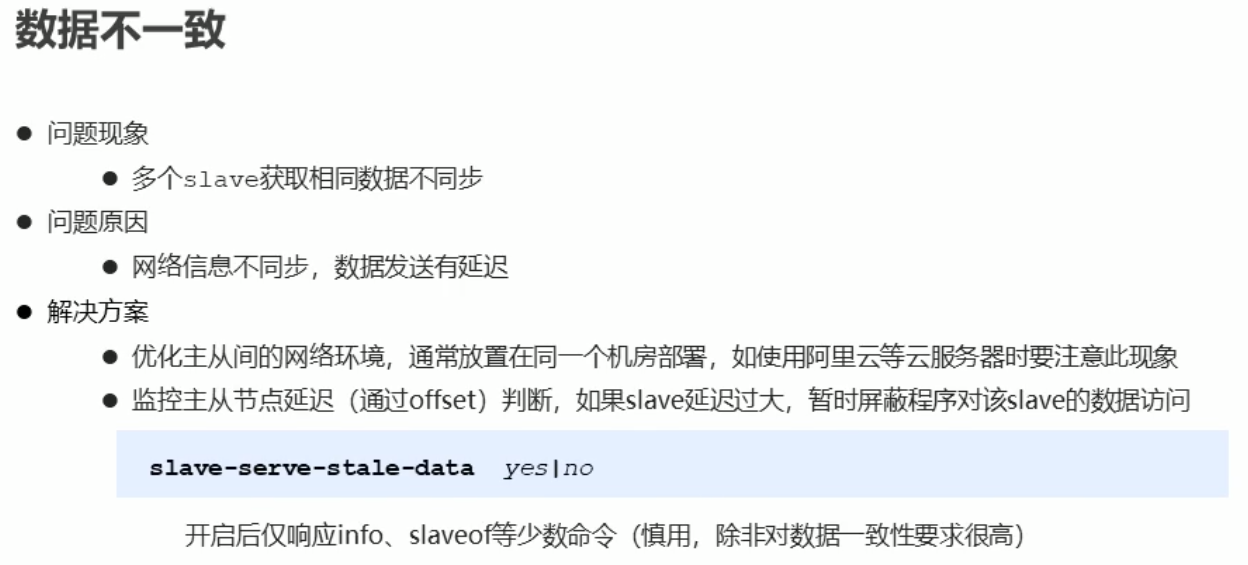 数据不一致
● 问题现象
● 多个slave获取相同数据不同步
● 问题原因
● 网络信息不同步，数据发送有延迟
● 解决方案
● 优化主从间的网络环境，通常放置在同一个机房部署，如使用阿里云等云服务器时要注意此现象
● 监控主从节点延迟（通过offset）判断，如果slave延迟过大，暂时屏蔽程序对该slave的数据访问
slave-serve-stale-data yes|no
开启后仅响应info、slaveof等少数命令（慎用，除非对数据一致性要求很高）